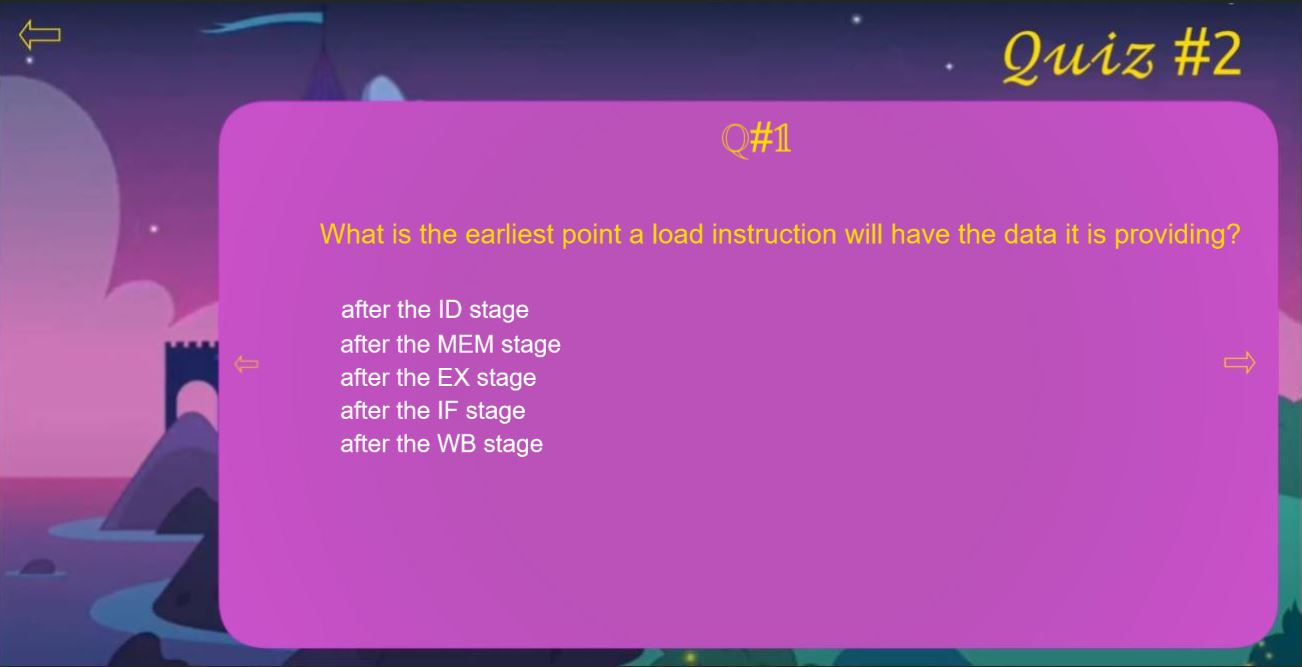 Quiz #2
Q#1
What is the earliest point a load instruction will have the data it is providing?
after the ID stage
after the MEM stage
after the EX stage
after the IF stage
after the WB stage